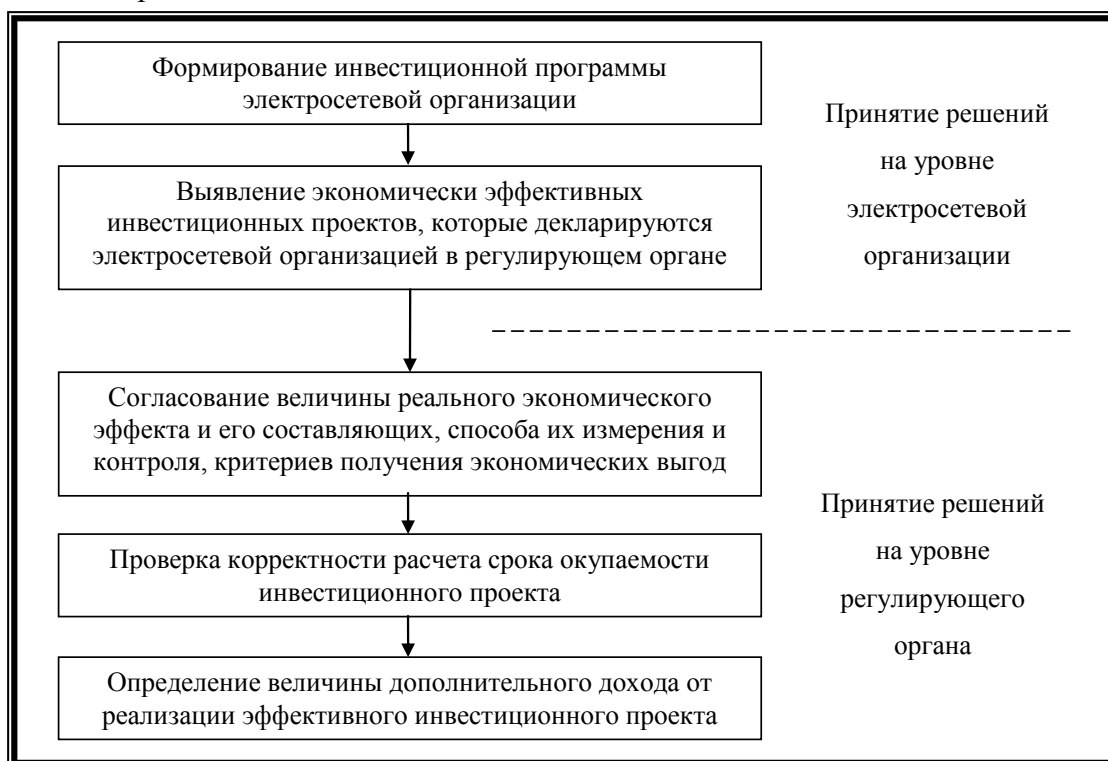 Формирование инвестиционной программы
электросетевой организации
Выявление экономически эффективных
инвестиционных проектов, которые декларируются
электросетевой организацией в регулирующем органе
Принятие решений
на уровне
электросетевой
организации
Согласование величины реального экономического
эффекта и его составляющих, способа их измерения и
контроля, критериев получения экономических выгод
Проверка корректности расчета срока окупаемости
инвестиционного проекта
Определение величины дополнительного дохода от
реализации эффективного инвестиционного проекта
Принятие решений
на уровне
регулирующего
органа